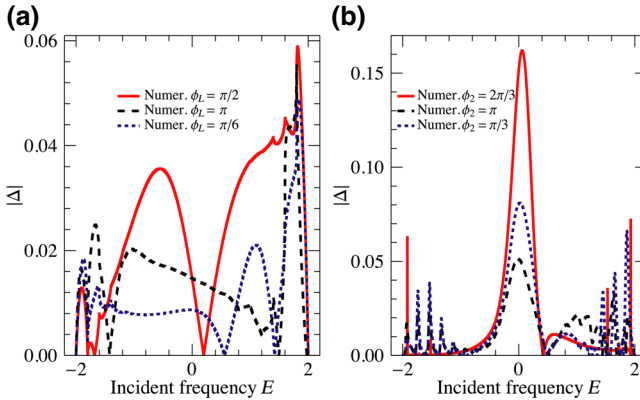 (a)
0.06
0.04
0.02
0.00
|Δ|
Numer. ϕL = π/2
Numer. ϕL = π
Numer. ϕL = π/6
−2 0 2
Incident frequency E
(b)
0.15
0.10
0.05
0.00
|Δ|
Numer. ϕ2 = 2π/3
Numer. ϕ2 = π
Numer. ϕ2 = π/3
−2 0 2
Incident frequency E